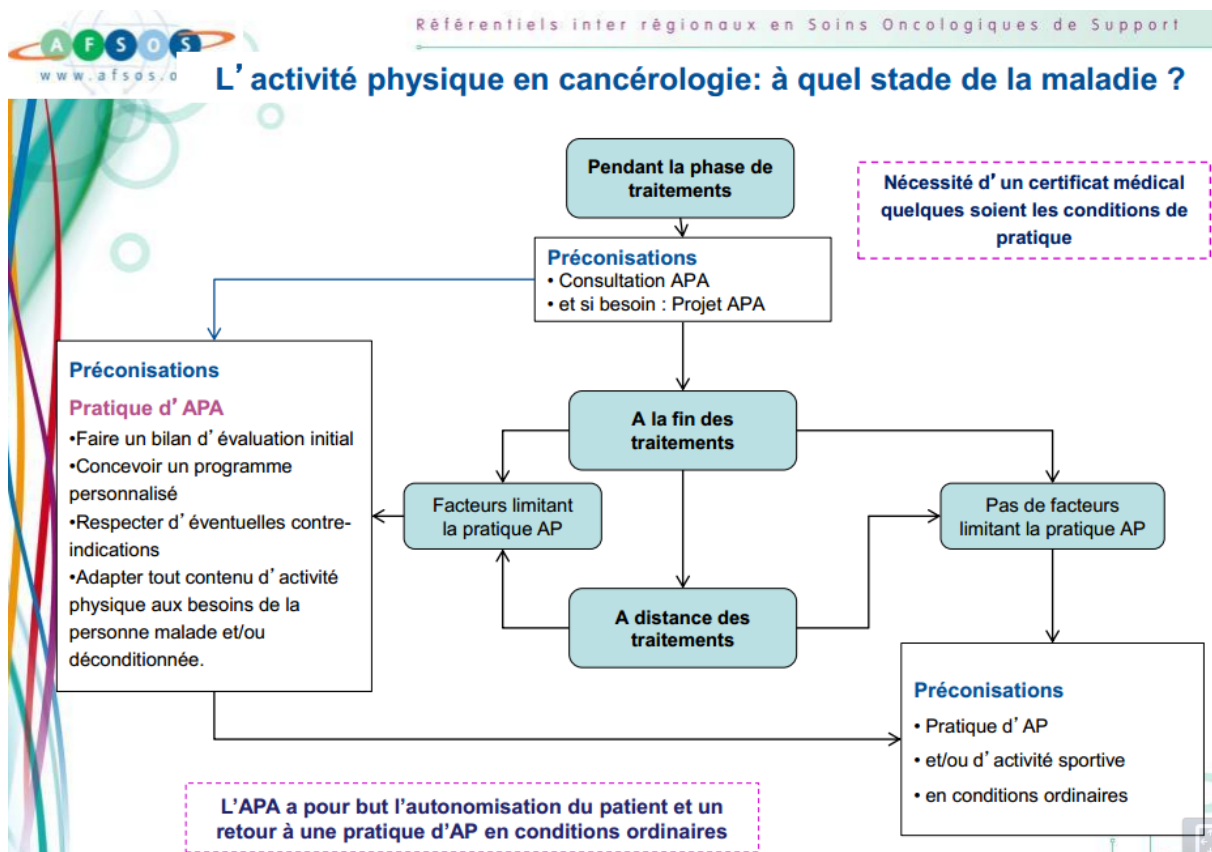 Référentiels inter régionaux en Soins Oncologiques de Support
AFSOS
www.afsos.o
L’activité physique en cancérologie: à quel stade de la maladie ?
Pendant la phase de
traitements
Nécessité d’un certificat médical
quelques soient les conditions de
pratique
Préconisations
• Consultation APA
• et si besoin : Projet APA
Préconisations
Pratique d’APA
•Faire un bilan d’évaluation initial
•Concevoir un programme
personnalisé
•Respecter d’éventuelles contre-
indications
•Adapter tout contenu d’activité
physique aux besoins de la
personne malade et/ou
déconditionnée.
A la fin des
traitements
Facteurs limitant
la pratique AP
Pas de facteurs
limitant la pratique AP
A distance des
traitements
Préconisations
• Pratique d’AP
• et/ou d’activité sportive
• en conditions ordinaires
L’APA a pour but l’autonomisation du patient et un
retour à une pratique d’AP en conditions ordinaires